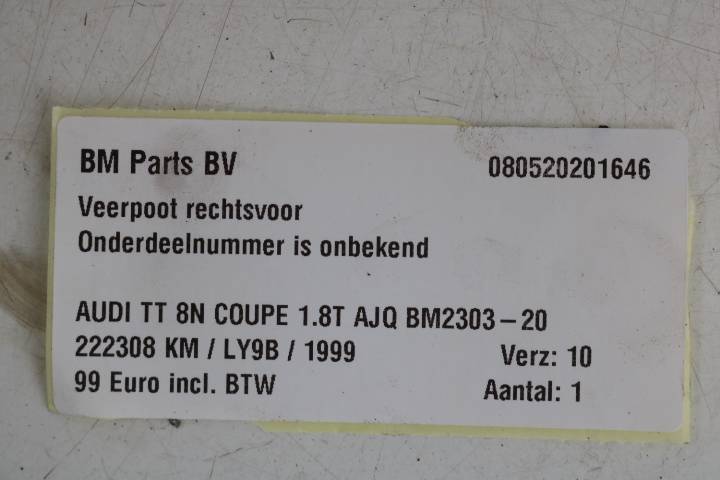 BM Parts BV 080520201646
Veerpoot rechtsvoor
Onderdeelnummer is onbekend
AUDI TT 8N COUPE 1.8T AJQ BM2303-20
222308 KM / LY9B / 1999 Verz: 10
99 Euro incl. BTW Aantal: 1